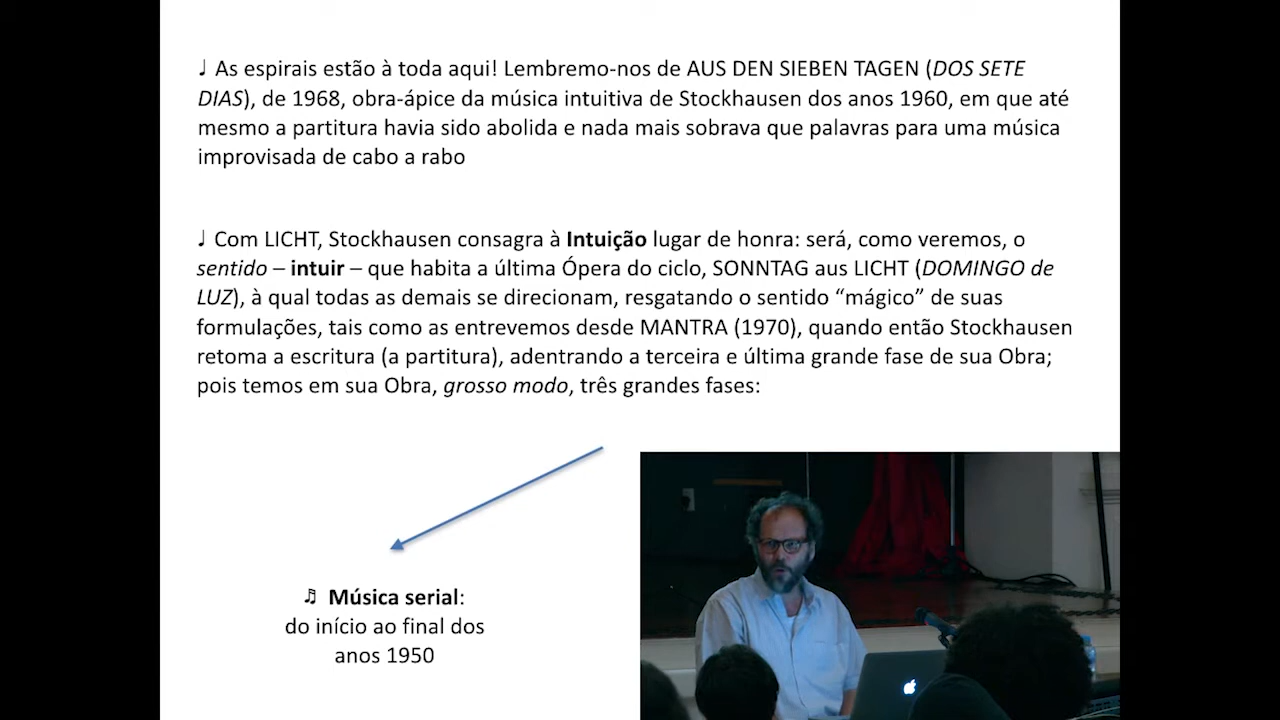 ♩ As espirais estão à toda aqui! Lembremo-nos de AUS DEN SIEBEN TAGEN (DOS SETE
DIAS), de 1968, obra-ápice da música intuitiva de Stockhausen dos anos 1960, em que até
mesmo a partitura havia sido abolida e nada mais sobrava que palavras para uma música
improvisada de cabo a rabo
♩ Com LICHT, Stockhausen consagra à Intuição lugar de honra: será, como veremos, o
sentido – intuir – que habita a última Ópera do ciclo, SONNTAG aus LICHT (DOMINGO de
LUZ), à qual todas as demais se direcionam, resgatando o sentido “mágico” de suas
formulações, tais como as entrevemos desde MANTRA (1970), quando então Stockhausen
retoma a escritura (a partitura), adentrando a terceira e última grande fase de sua Obra;
pois temos em sua Obra, grosso modo, três grandes fases:
♬ Música serial:
do início ao final dos
anos 1950